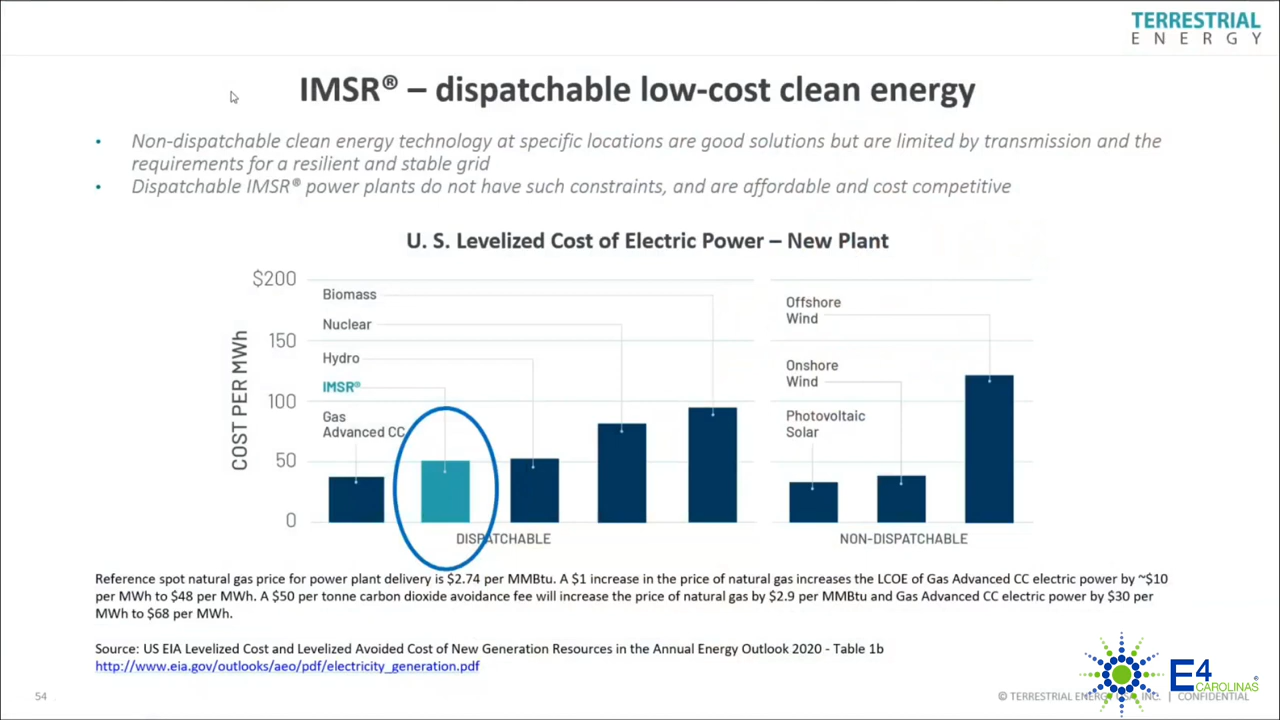 TERRESTRIAL
ENERGY
IMSR® – dispatchable low-cost clean energy
• Non-dispatchable clean energy technology at specific locations are good solutions but are limited by transmission and the
requirements for a resilient and stable grid
• Dispatchable IMSR® power plants do not have such constraints, and are affordable and cost competitive
U. S. Levelized Cost of Electric Power – New Plant
COST PER MWh
$200
150
100
50
0
Biomass
Nuclear
Hydro
IMSR®
Gas
Advanced CC
DISPATCHABLE
Offshore
Wind
Onshore
Wind
Photovoltaic
Solar
NON-DISPATCHABLE
Reference spot natural gas price for power plant delivery is $2.74 per MMBtu. A $1 increase in the price of natural gas increases the LCOE of Gas Advanced CC electric power by ~$10
per MWh to $48 per MWh. A $50 per tonne carbon dioxide avoidance fee will increase the price of natural gas by $2.9 per MMBtu and Gas Advanced CC electric power by $30 per
MWh to $68 per MWh.
Source: US EIA Levelized Cost and Levelized Avoided Cost of New Generation Resources in the Annual Energy Outlook 2020 - Table 1b
http://www.eia.gov/outlooks/aeo/pdf/electricity_generation.pdf
54
© TERRESTRIAL ENERGY INC. | CONFIDENTIAL
E4
CAROLINAS®